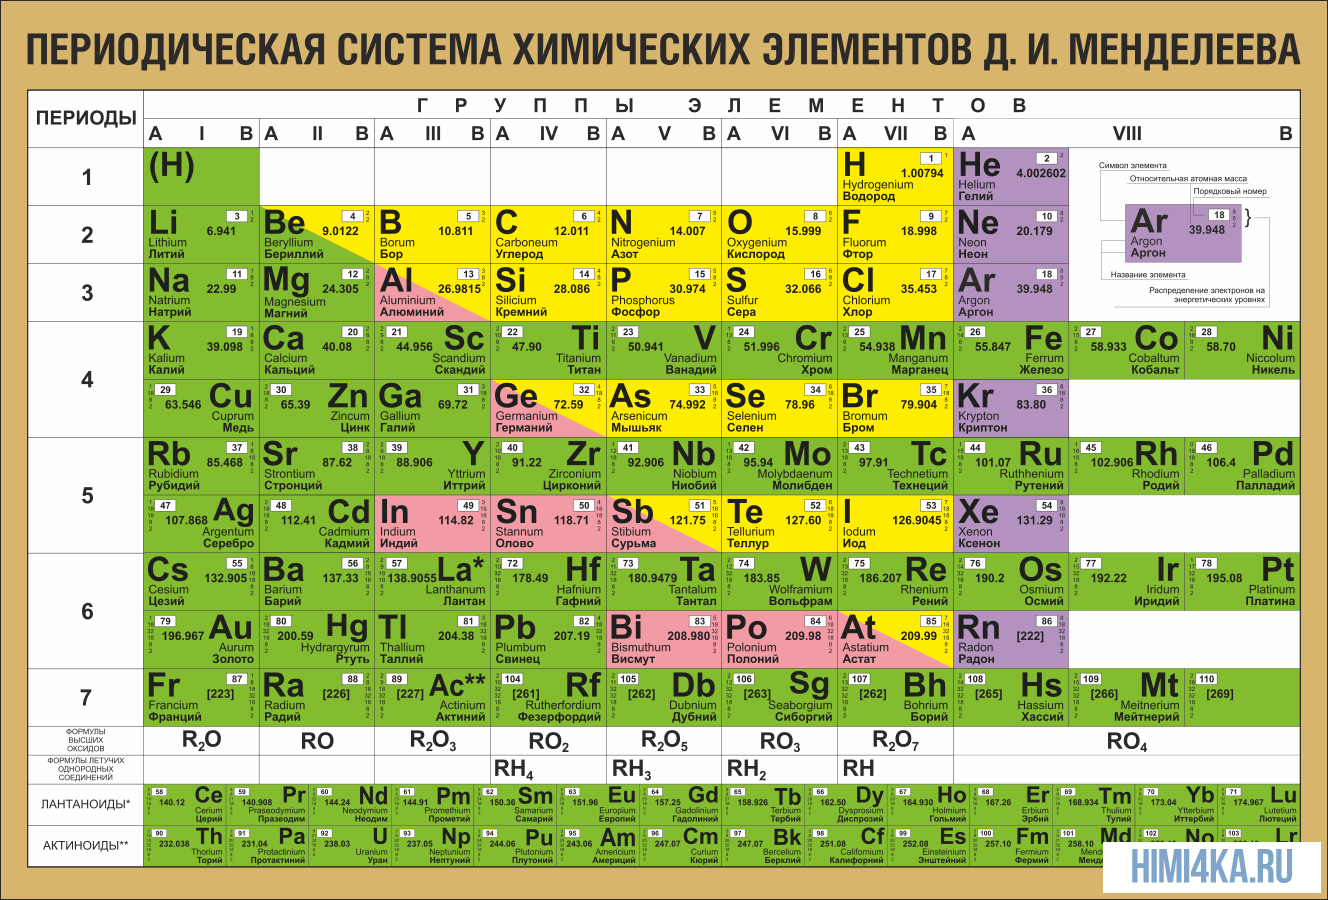 ПЕРИОДИЧЕСКАЯ СИСТЕМА ХИМИЧЕСКИХ ЭЛЕМЕНТОВ Д. И. МЕНДЕЛЕЕВА
ПЕРИОДЫ
ГРУППЫ ЭЛЕМЕНТОВ
A I B A II B A III B A IV B A V B A VI B A VII B A VIII B
1
(H)
H 1 1.00794 Hydrogenium Водород
He 2 4.002602 Helium Гелий
Символ элемента
Относительная атомная масса
Порядковый номер
Ar 18 39.948 Argon Аргон
Название элемента
Распределение электронов на
энергетических уровнях
2
Li 3 6.941 Lithium Литий
Be 4 9.0122 Beryllium Бериллий
B 5 10.811 Borum Бор
C 6 12.011 Carboneum Углерод
N 7 14.007 Nitrogenium Азот
O 8 15.999 Oxygenium Кислород
F 9 18.998 Fluorum Фтор
Ne 10 20.179 Neon Неон
3
Na 11 22.99 Natrium Натрий
Mg 12 24.305 Magnesium Магний
Al 13 26.9815 Aluminium Алюминий
Si 14 28.086 Silicium Кремний
P 15 30.974 Phosphorus Фосфор
S 16 32.066 Sulfur Сера
Cl 17 35.453 Chlorium Хлор
Ar 18 39.948 Argon Аргон
4
K 19 39.098 Kalium Калий
Ca 20 40.08 Calcium Кальций
21 44.956 Sc Scandium Скандий
22 47.90 Ti Titanium Титан
23 50.941 V Vanadium Ванадий
24 51.996 Cr Chromium Хром
25 54.938 Mn Manganum Марганец
26 55.847 Fe Ferrum Железо
27 58.933 Co Cobaltum Кобальт
28 58.70 Ni Niccolum Никель
29 63.546 Cu Cuprum Медь
30 65.39 Zn Zincum Цинк
Ga 31 69.72 Gallium Галий
Ge 32 72.59 Germanium Германий
As 33 74.992 Arsenicum Мышьяк
Se 34 78.96 Selenium Селен
Br 35 79.904 Bromum Бром
Kr 36 83.80 Krypton Криптон
5
Rb 37 85.468 Rubidium Рубидий
Sr 38 87.62 Strontium Стронций
39 88.906 Y Yttrium Иттрий
40 91.22 Zr Zirconium Цирконий
41 92.906 Nb Niobium Ниобий
42 95.94 Mo Molybdaenum Молибден
43 97.91 Tc Technetium Технеций
44 101.07 Ru Ruthhenium Рутений
45 102.906 Rh Rhodium Родий
46 106.4 Pd Palladium Палладий
47 107.868 Ag Argentum Серебро
48 112.41 Cd Cadmium Кадмий
In 49 114.82 Indium Индий
Sn 50 118.71 Stannum Олово
Sb 51 121.75 Stibium Сурьма
Te 52 127.60 Tellurium Теллур
I 53 126.9045 Iodum Иод
Xe 54 131.29 Xenon Ксенон
6
Cs 55 132.905 Cesium Цезий
Ba 56 137.33 Barium Барий
57 138.9055 La* Lanthanum Лантан
72 178.49 Hf Hafnium Гафний
73 180.9479 Ta Tantalum Тантал
74 183.85 W Wolframium Вольфрам
75 186.207 Re Rhenium Рений
76 190.2 Os Osmium Осмий
77 192.22 Ir Iridium Иридий
78 195.08 Pt Platinum Платина
79 196.967 Au Aurum Золото
80 200.59 Hg Hydrargyrum Ртуть
Tl 81 204.38 Thallium Таллий
Pb 82 207.19 Plumbum Свинец
Bi 83 208.980 Bismuthum Висмут
Po 84 209.98 Polonium Полоний
At 85 209.99 Astatium Астат
Rn 86 [222] Radon Радон
7
Fr 87 [223] Francium Франций
Ra 88 [226] Radium Радий
89 [227] Ac** Actinium Актиний
104 [261] Rf Rutherfordium Фезерфордий
105 [262] Db Dubnium Дубний
106 [263] Sg Seaborgium Сиборгий
107 [262] Bh Bohrium Борий
108 [265] Hs Hassium Хассий
109 [266] Mt Meitnerium Мейтнерий
110 [269]
ФОРМУЛЫ
ВЫСШИХ
ОКСИДОВ
R2O RO R2O3 RO2 R2O5 RO3 R2O7 RO4
ФОРМУЛЫ ЛЕТУЧИХ
ОДНОРОДНЫХ
СОЕДИНЕНИЙ
RH4 RH3 RH2 RH
ЛАНТАНОИДЫ*
58 140.12 Ce Cerium Церий
59 140.908 Pr Praseodymium Празеодим
60 144.24 Nd Neodymium Неодим
61 144.91 Pm Promethium Прометий
62 150.36 Sm Samarium Самарий
63 151.96 Eu Europium Европий
64 157.25 Gd Gadolinium Гадолиний
65 158.926 Tb Terbium Тербий
66 162.50 Dy Dysprosium Диспрозий
67 164.930 Ho Holmium Гольмий
68 167.26 Er Erbium Эрбий
69 168.934 Tm Thulium Тулий
70 173.04 Yb Ytterbium Иттербий
71 174.967 Lu Lutetium Лютеций
АКТИНОИДЫ**
90 232.038 Th Thorium Торий
91 231.04 Pa Protactinium Протактиний
92 238.03 U Uranium Уран
93 237.05 Np Neptunium Нептуний
94 244.06 Pu Plutonium Плутоний
95 243.06 Am Americium Америций
96 247.07 Cm Curium Кюрий
97 247.07 Bk Bercelium Берклий
98 251.08 Cf Californium Калифорний
99 252.08 Es Einsteinium Энштейний
100 257.10 Fm Fermium Фермий
101 258.10 Md
102 No
103 Lr
HIMI4KA.RU